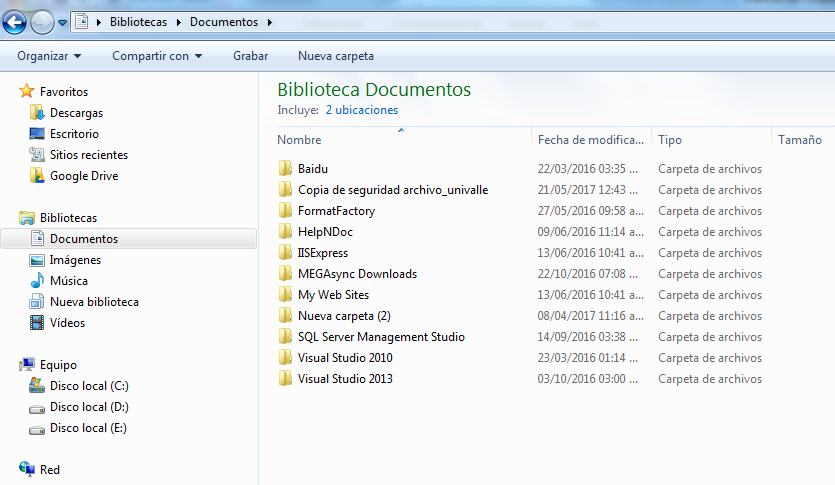 Bibliotecas Documentos
Organizar Compartir con Grabar Nueva carpeta
Favoritos
Descargas
Escritorio
Sitios recientes
Google Drive
Bibliotecas
Documentos
Imágenes
Música
Nueva biblioteca
Vídeos
Equipo
Disco local (C:)
Disco local (D:)
Disco local (E:)
Red
Biblioteca Documentos
Incluye: 2 ubicaciones
Nombre Fecha de modifica... Tipo Tamaño
Baidu 22/03/2016 03:35 ... Carpeta de archivos
Copia de seguridad archivo_univalle 21/05/2017 12:43 ... Carpeta de archivos
FormatFactory 27/05/2016 09:58 a... Carpeta de archivos
HelpNDoc 09/06/2016 11:14 a... Carpeta de archivos
IISExpress 13/06/2016 10:41 a... Carpeta de archivos
MEGAsync Downloads 22/10/2016 07:08 ... Carpeta de archivos
My Web Sites 13/06/2016 10:41 a... Carpeta de archivos
Nueva carpeta (2) 08/04/2017 11:16 a... Carpeta de archivos
SQL Server Management Studio 14/09/2016 03:38 ... Carpeta de archivos
Visual Studio 2010 23/03/2016 01:14 ... Carpeta de archivos
Visual Studio 2013 03/10/2016 03:00 ... Carpeta de archivos